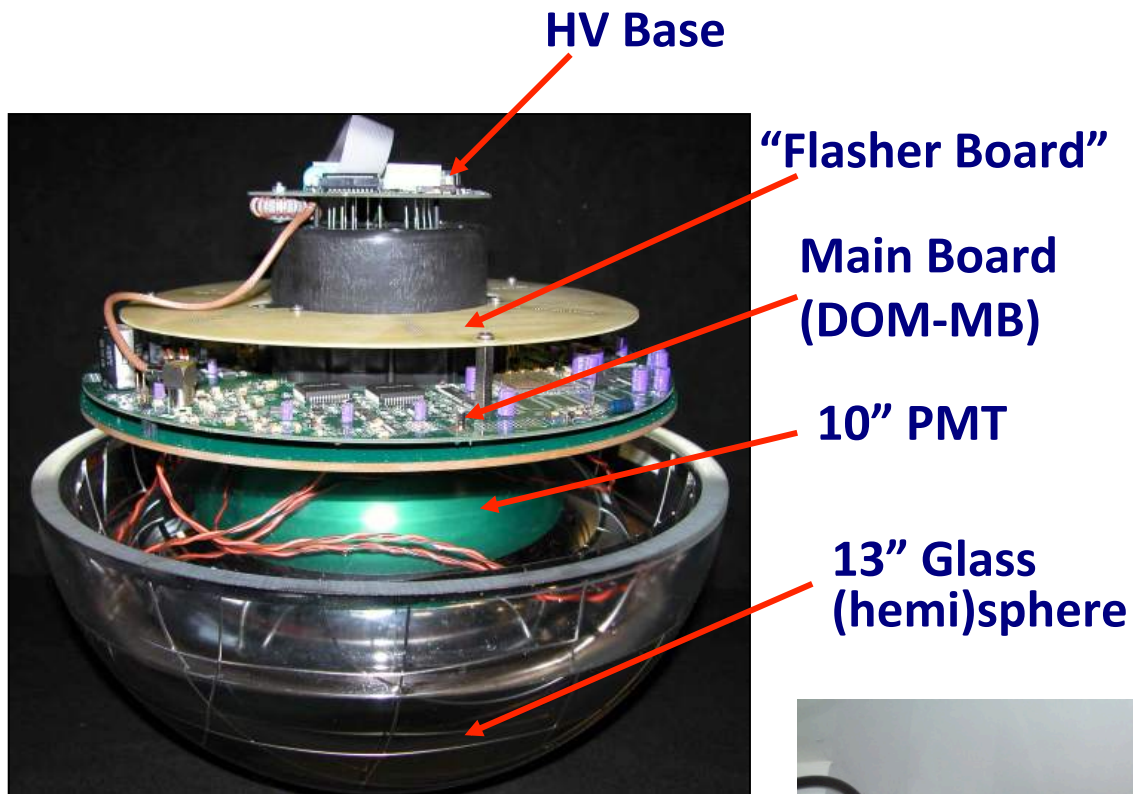 HV Base
“Flasher Board”
Main Board
(DOM-MB)
10” PMT
13” Glass
(hemi)sphere